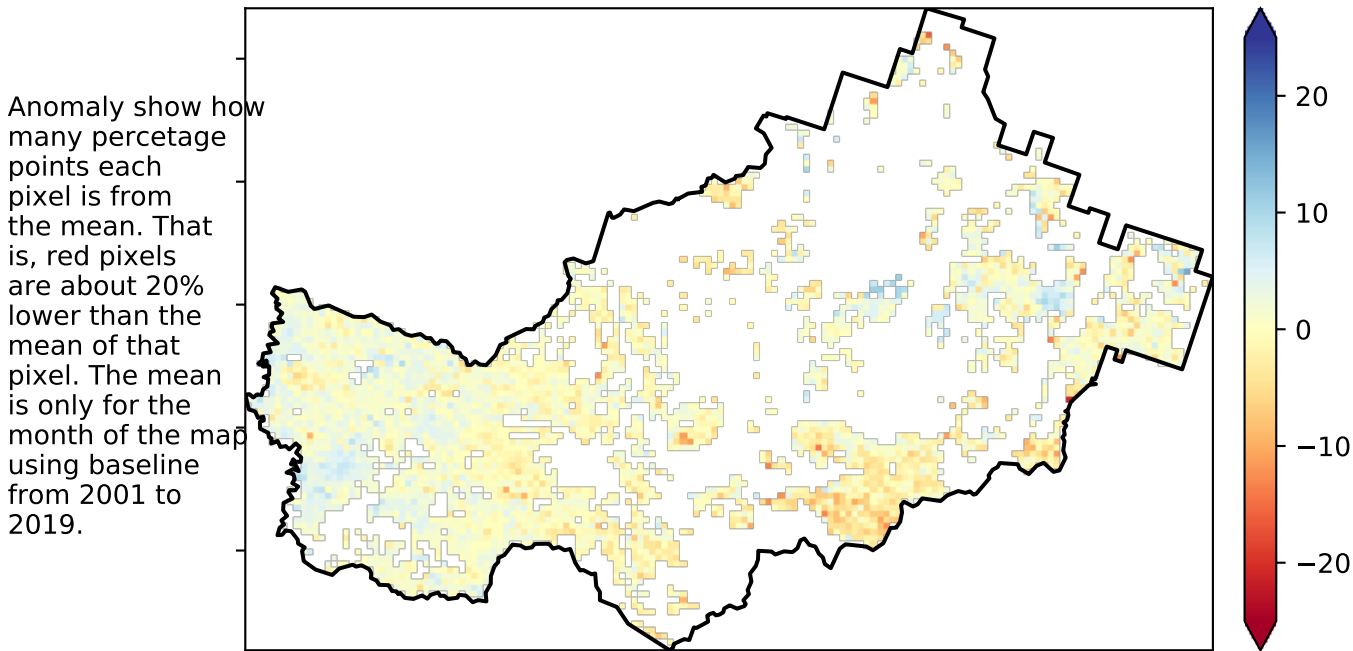 Anomaly show how
many percetage
points each
pixel is from
the mean. That
is, red pixels
are about 20%
lower than the
mean of that
pixel. The mean
is only for the
month of the map
using baseline
from 2001 to
2019.
20
10
0
−10
−20